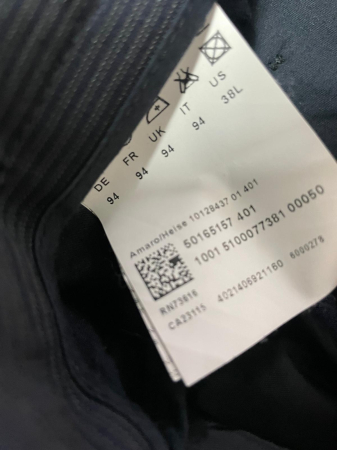 DE FR UK IT US
94 94 94 94 38L
Amaro/Heise 10128437 01 401
50165157 401
1001 5100077381 00050
RN73616
CA23115 4021406921160 6000278